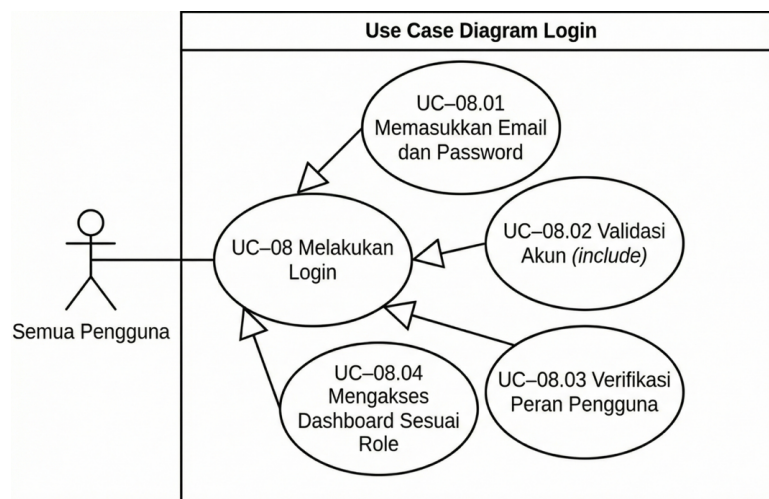 Use Case Diagram Login
UC–08.01
Memasukkan Email
dan Password
UC–08.02 Validasi
Akun (include)
UC–08 Melakukan
Login
Semua Pengguna
UC–08.04
Mengakses
Dashboard Sesuai
Role
UC–08.03 Verifikasi
Peran Pengguna